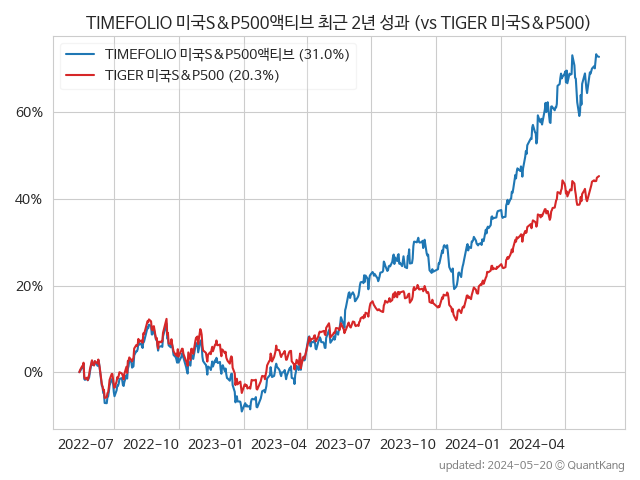 TIMEFOLIO 미국S&P500액티브 최근 2년 성과 (vs TIGER 미국S&P500)
TIMEFOLIO 미국S&P500액티브 (31.0%)
TIGER 미국S&P500 (20.3%)
60%
40%
20%
0%
2022-07 2022-10 2023-01 2023-04 2023-07 2023-10 2024-01 2024-04
updated: 2024-05-20 © QuantKang